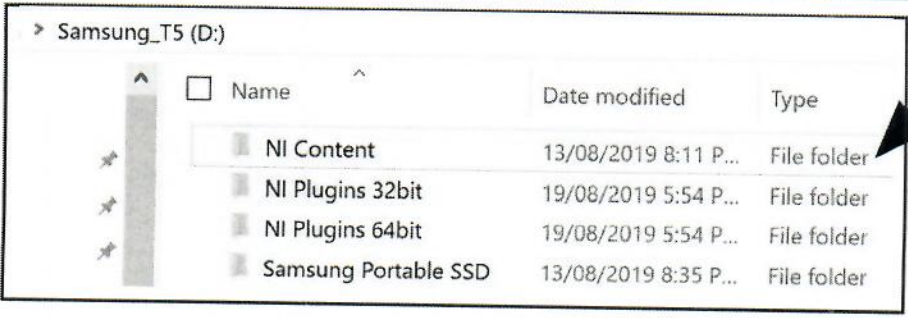 > Samsung_T5 (D:)
Name Date modified Type
NI Content 13/08/2019 8:11 P... File folder
NI Plugins 32bit 19/08/2019 5:54 P... File folder
NI Plugins 64bit 19/08/2019 5:54 P... File folder
Samsung Portable SSD 13/08/2019 8:35 P... File folder